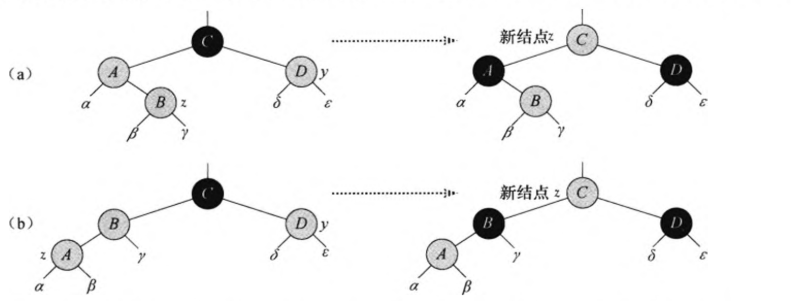 C 新结点z C
(a) A D y A D
α B z δ ε α B δ ε
β γ β γ
C 新结点 z C
(b) B D y B D
z A γ δ ε A γ δ ε
α β α β